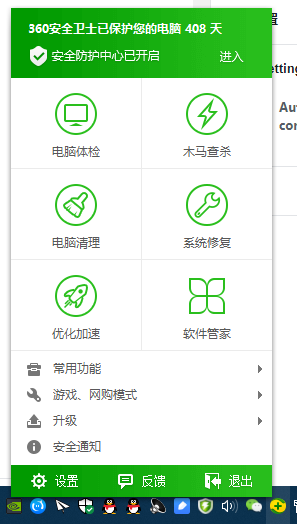 360安全卫士已保护您的电脑 408 天
安全防护中心已开启 进入
置
etting
Aut
con
电脑体检 木马查杀
电脑清理 系统修复
优化加速 软件管家
常用功能
游戏、网购模式
升级
安全通知
设置 反馈 退出